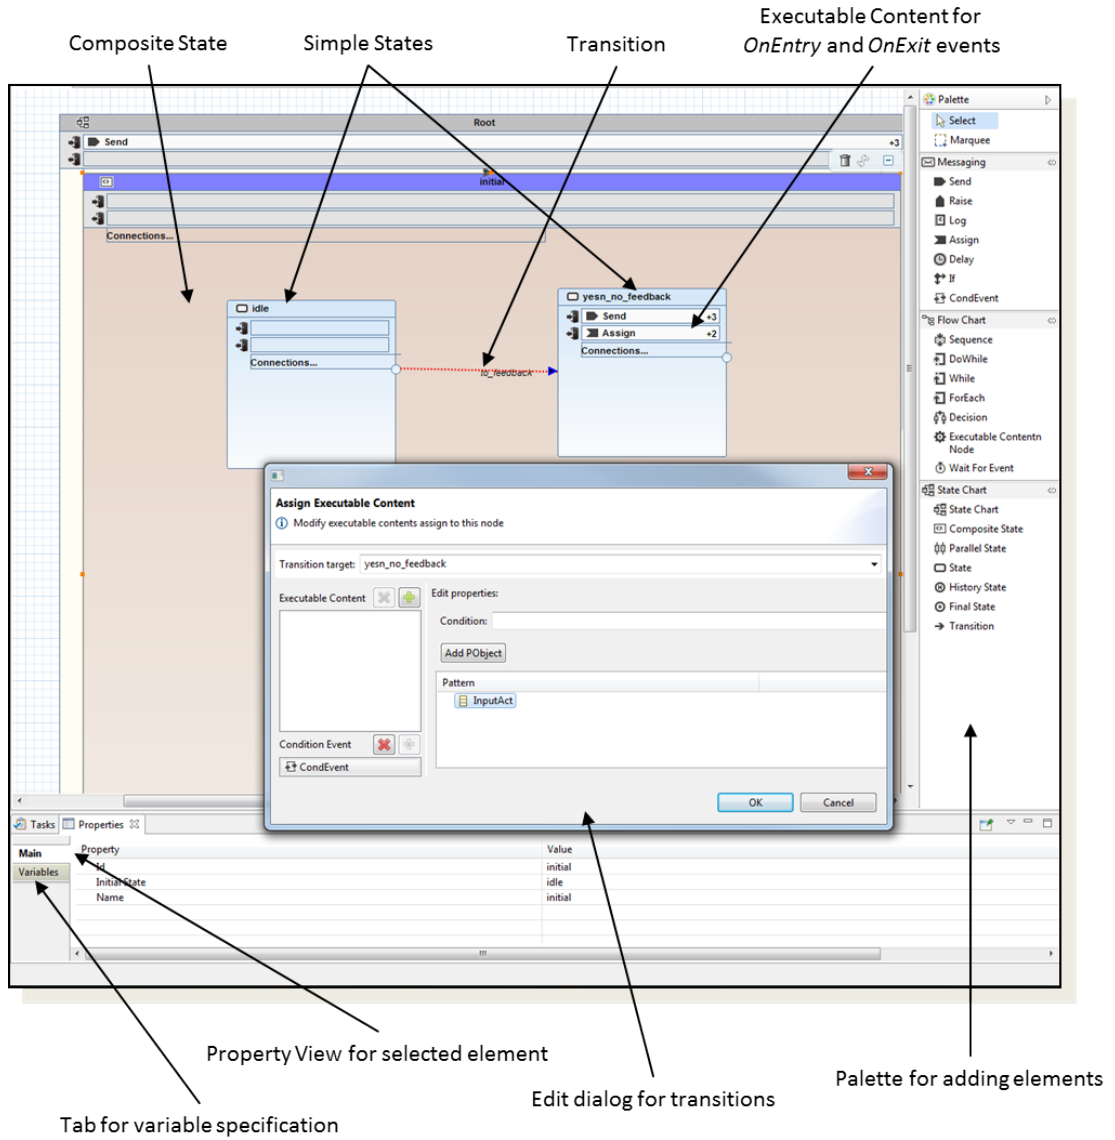 Executable Content for
Composite State
Simple States
Transition
OnEntry and OnExit events
Palette
Root
Select
Send
+3
Marquee
Messaging
initial
Send
Raise
Log
Connections...
Assign
Delay
If
CondEvent
idle
yesn_no_feedback
Send
+3
Assign
+2
Connections...
Connections...
to_feedback
Flow Chart
Sequence
DoWhile
While
ForEach
Decision
Executable Contentn
Node
Wait For Event
State Chart
State Chart
Composite State
Parallel State
State
History State
Final State
Transition
Assign Executable Content
Modify executable contents assign to this node
Transition target:
yesn_no_feedback
Executable Content
Edit properties:
Condition:
Add PObject
Pattern
InputAct
Condition Event
CondEvent
OK
Cancel
Tasks
Properties
Main
Variables
Property
Value
Id
initial
Initial State
idle
Name
initial
Property View for selected element
Edit dialog for transitions
Palette for adding elements
Tab for variable specification